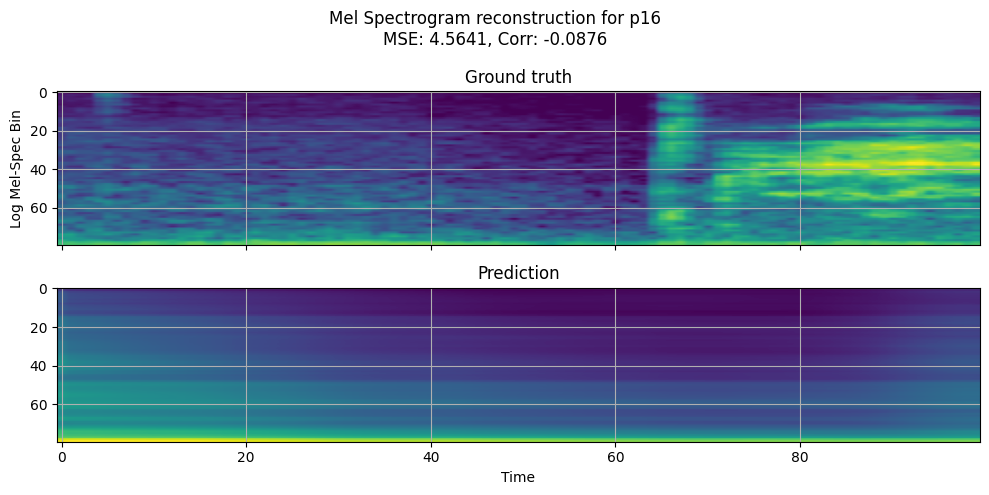 Mel Spectrogram reconstruction for p16
MSE: 4.5641, Corr: -0.0876
Ground truth
0
20
40
60
Log Mel-Spec Bin
Prediction
0
20
40
60
0 20 40 60 80
Time